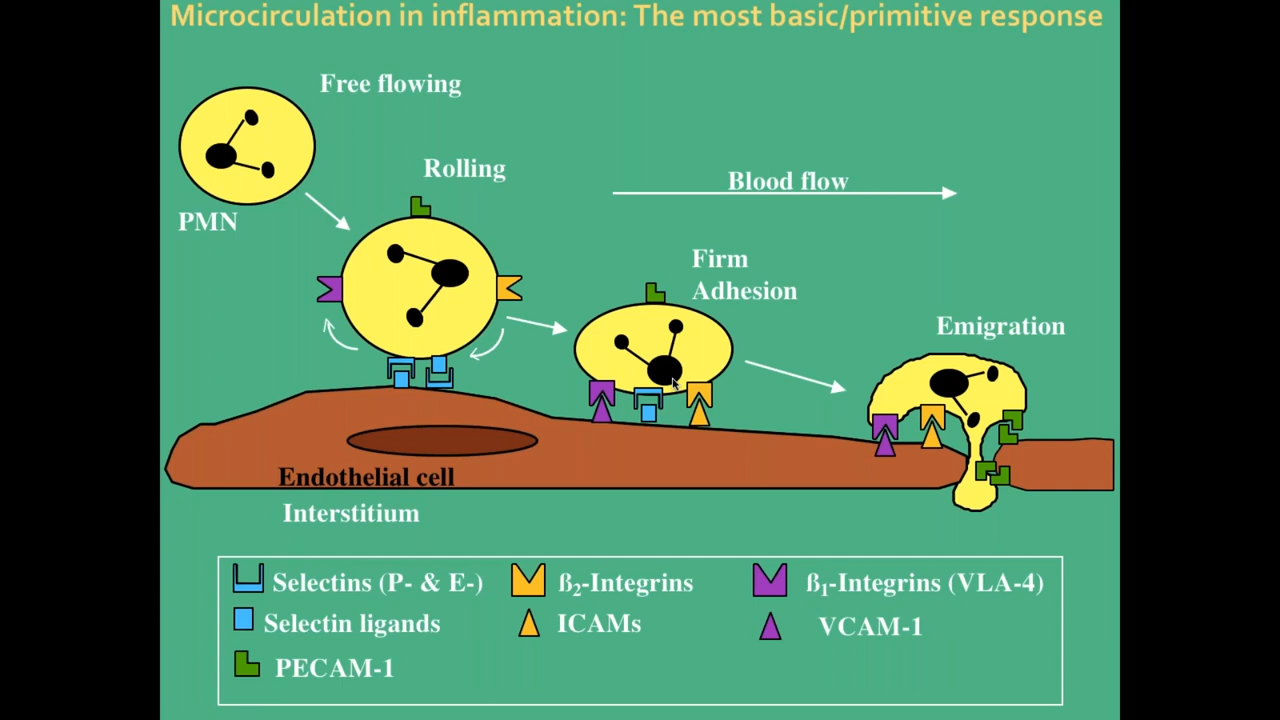 Microcirculation in inflammation: The most basic/primitive response
Free flowing
Rolling
Blood flow
PMN
Firm
Adhesion
Emigration
Endothelial cell
Interstitium
Selectins (P- & E-)
ß₂-Integrins
ß₁-Integrins (VLA-4)
Selectin ligands
ICAMs
VCAM-1
PECAM-1